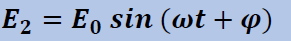 E₂ = E₀ sin (ωt + φ)